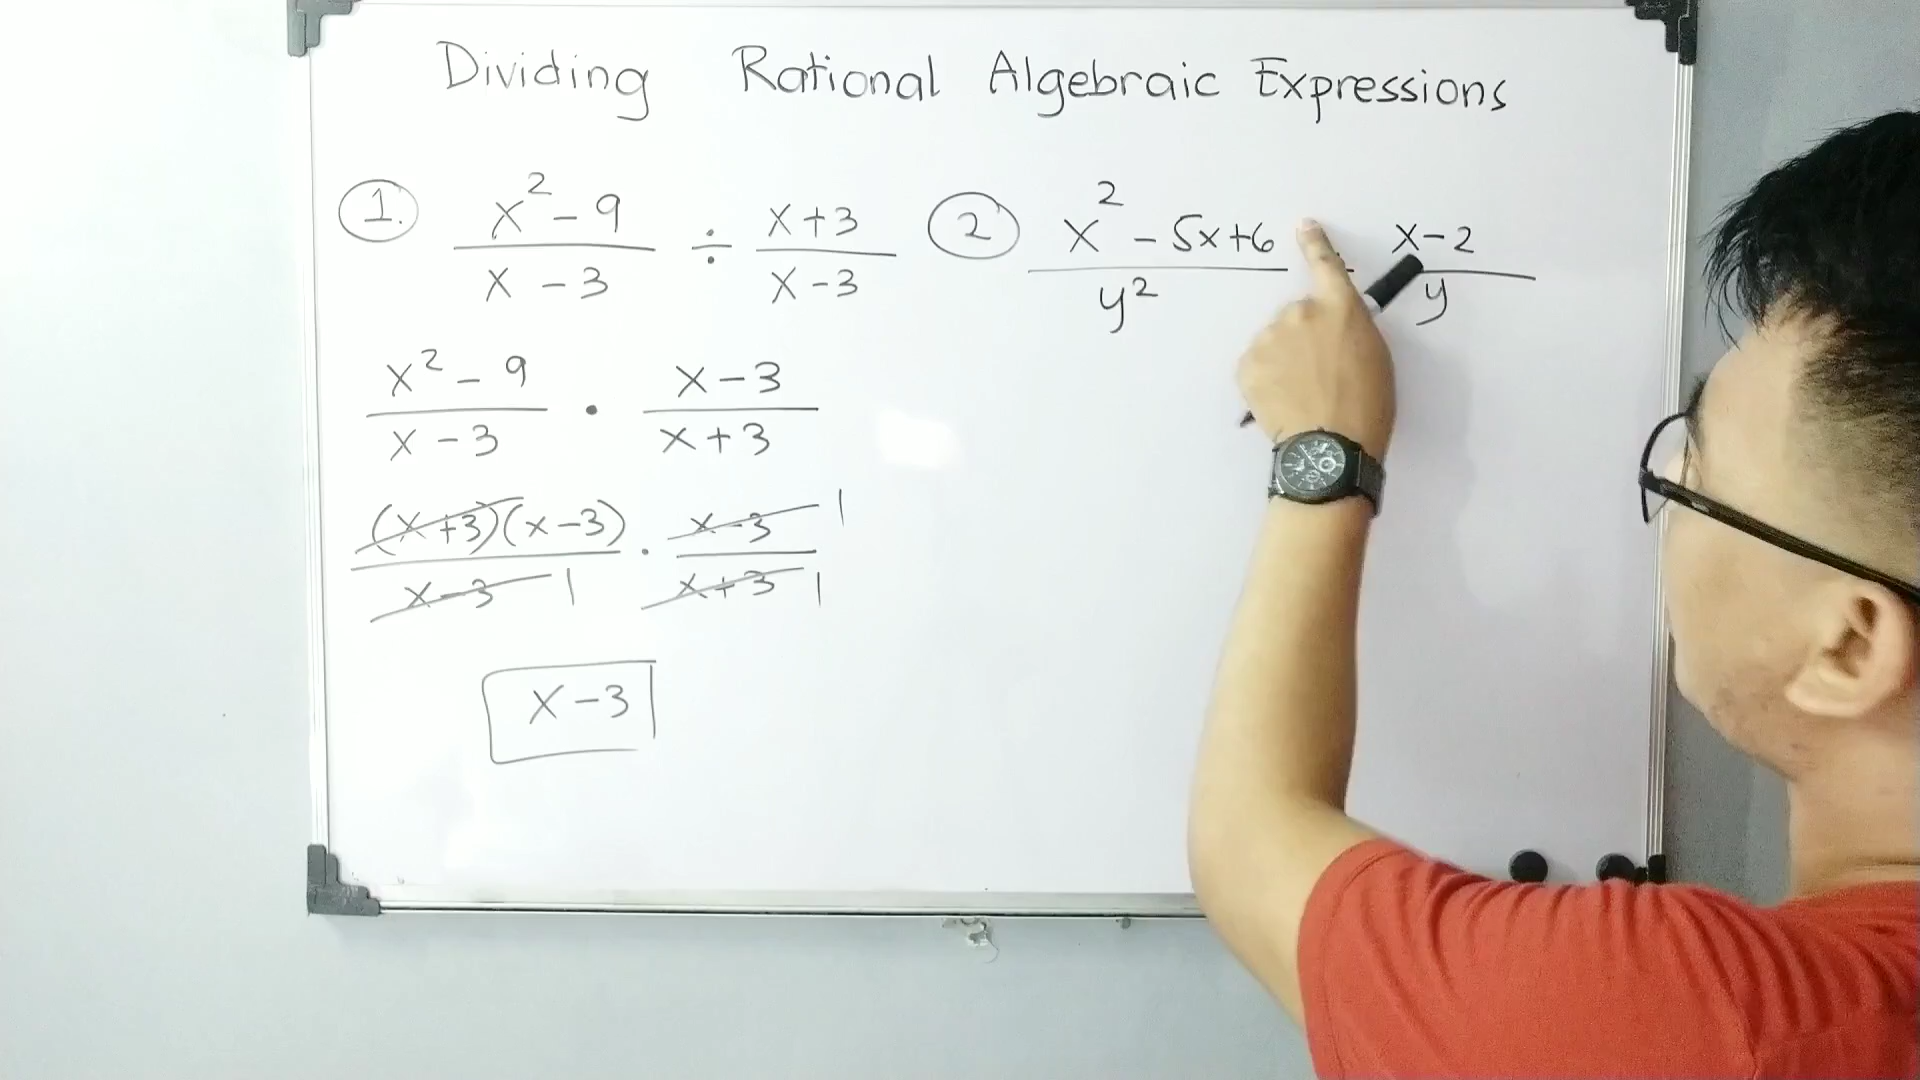 Dividing Rational Algebraic Expressions
1. x² - 9 / x - 3 ÷ x + 3 / x - 3
x² - 9 / x - 3 • x - 3 / x + 3
(x + 3)(x - 3) / x - 3 1 • x - 3 1 / x + 3 1
x - 3
2 x² - 5x + 6 / y² x - 2 / y